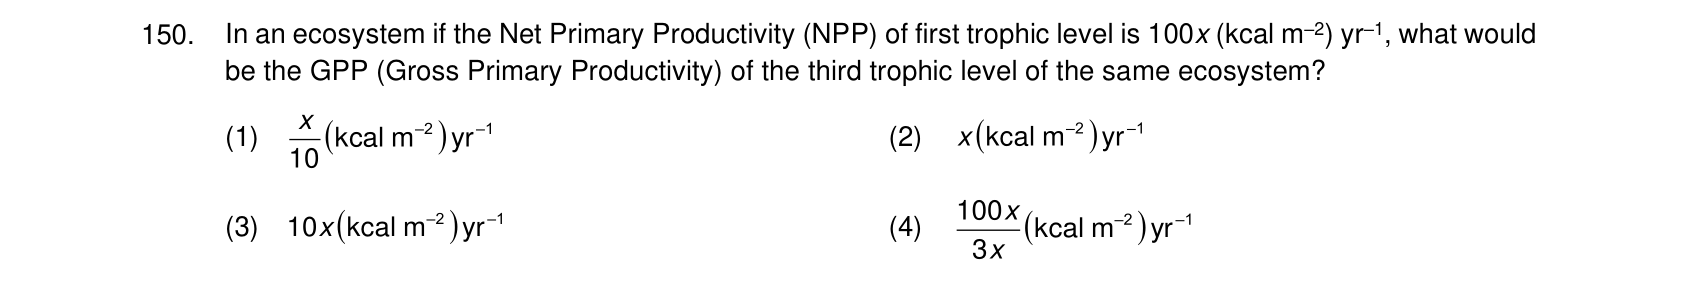 150. In an ecosystem if the Net Primary Productivity (NPP) of first trophic level is 100x (kcal m⁻²) yr⁻¹, what would
be the GPP (Gross Primary Productivity) of the third trophic level of the same ecosystem?
(1) x/10 (kcal m⁻²) yr⁻¹ (2) x(kcal m⁻²) yr⁻¹
(3) 10x(kcal m⁻²) yr⁻¹ (4) 100x/3x (kcal m⁻²) yr⁻¹